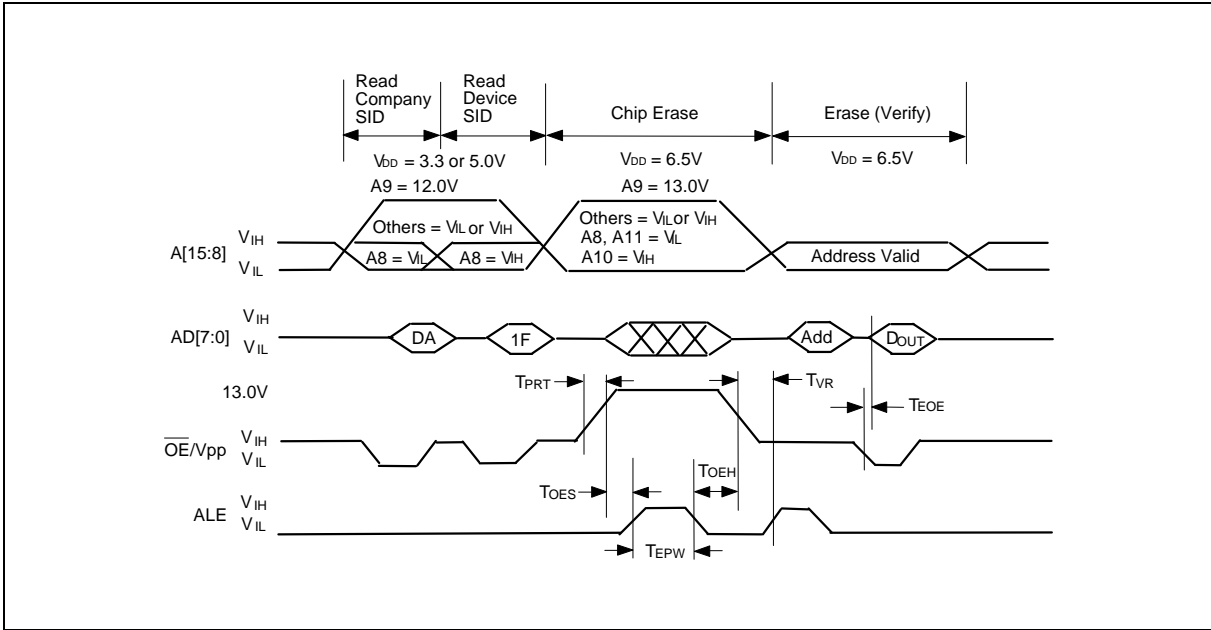 Read
Company
SID
Read
Device
SID
Chip Erase
Erase (Verify)
VDD = 3.3 or 5.0V
VDD = 6.5V
VDD = 6.5V
A9 = 12.0V
A9 = 13.0V
Others = VIL or VIH
Others = VIL or VIH
A8, A11 = VIL
A10 = VIH
A[15:8]
VIH
VIL
A8 = VIL
A8 = VIH
Address Valid
AD[7:0]
VIH
VIL
DA
1F
Add
DOUT
TPRT
TVR
13.0V
TEOE
OE/Vpp
VIH
VIL
TOEH
TOES
ALE
VIH
VIL
TEPW